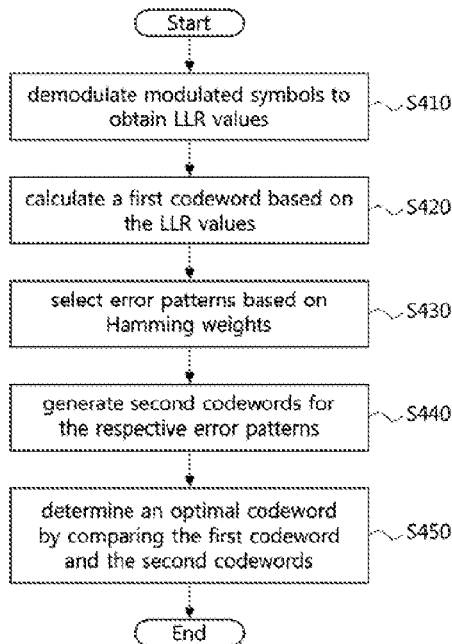 Start
demodulate modulated symbols to
obtain LLR values
S410
calculate a first codeword based on
the LLR values
S420
select error patterns based on
Hamming weights
S430
generate second codewords for
the respective error patterns
S440
determine an optimal codeword
by comparing the first codeword
and the second codewords
S450
End